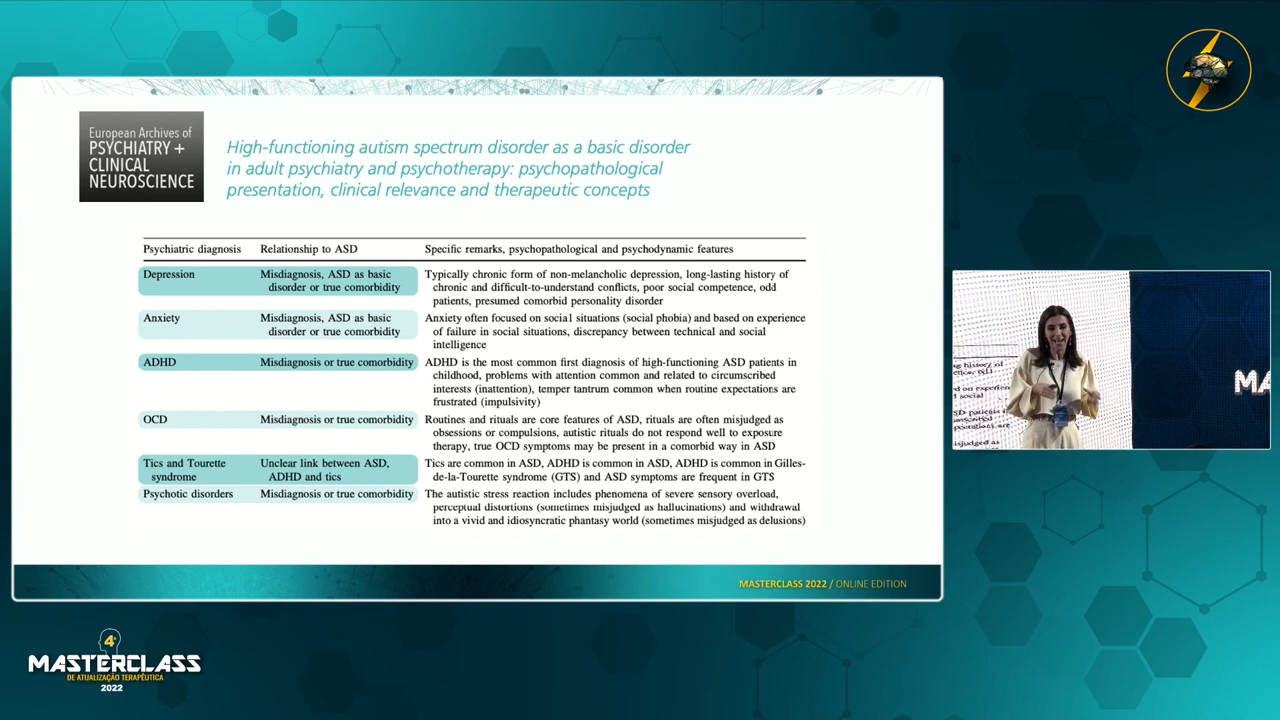 European Archives of
PSYCHIATRY +
CLINICAL
NEUROSCIENCE
High-functioning autism spectrum disorder as a basic disorder
in adult psychiatry and psychotherapy: psychopathological
presentation, clinical relevance and therapeutic concepts
Psychiatric diagnosis Relationship to ASD Specific remarks, psychopathological and psychodynamic features
Depression Misdiagnosis, ASD as basic Typically chronic form of non-melancholic depression, long-lasting history of
disorder or true comorbidity chronic and difficult-to-understand conflicts, poor social competence, odd
patients, presumed comorbid personality disorder
Anxiety Misdiagnosis, ASD as basic Anxiety often focused on social situations (social phobia) and based on experience
disorder or true comorbidity of failure in social situations, discrepancy between technical and social
intelligence
ADHD Misdiagnosis or true comorbidity ADHD is the most common first diagnosis of high-functioning ASD patients in
childhood, problems with attention common and related to circumscribed
interests (inattention), temper tantrum common when routine expectations are
frustrated (impulsivity)
OCD Misdiagnosis or true comorbidity Routines and rituals are core features of ASD, rituals are often misjudged as
obsessions or compulsions, autistic rituals do not respond well to exposure
therapy, true OCD symptoms may be present in a comorbid way in ASD
Tics and Tourette Unclear link between ASD, Tics are common in ASD, ADHD is common in ASD, ADHD is common in Gilles-
syndrome ADHD and tics de-la-Tourette syndrome (GTS) and ASD symptoms are frequent in GTS
Psychotic disorders Misdiagnosis or true comorbidity The autistic stress reaction includes phenomena of severe sensory overload,
perceptual distortions (sometimes misjudged as hallucinations) and withdrawal
into a vivid and idiosyncratic phantasy world (sometimes misjudged as delusions)
MASTERCLASS 2022 / ONLINE EDITION
MA
4ª
MASTERCLASS
DE ATUALIZAÇÃO TERAPÊUTICA
2022